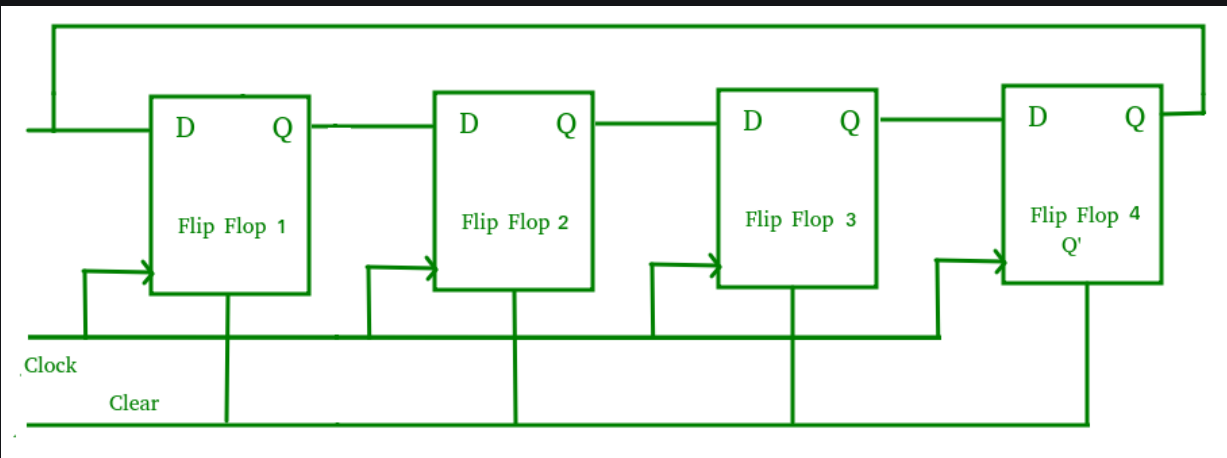 D Q
D Q
D Q
D Q
Flip Flop 1
Flip Flop 2
Flip Flop 3
Flip Flop 4
Q'
Clock
Clear